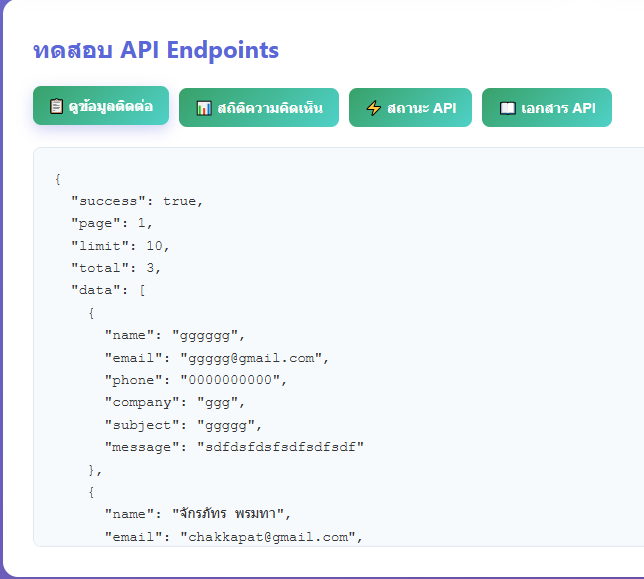 ทดสอบ API Endpoints
📋 ดูข้อมูลติดต่อ 📊 สถิติความคิดเห็น ⚡ สถานะ API 📖 เอกสาร API
{
  "success": true,
  "page": 1,
  "limit": 10,
  "total": 3,
  "data": [
    {
      "name": "gggggg",
      "email": "ggggg@gmail.com",
      "phone": "0000000000",
      "company": "ggg",
      "subject": "ggggg",
      "message": "sdfdsfdsfsdfsdfsdf"
    },
    {
      "name": "จักรภัทร พรมทา",
      "email": "chakkapat@gmail.com",